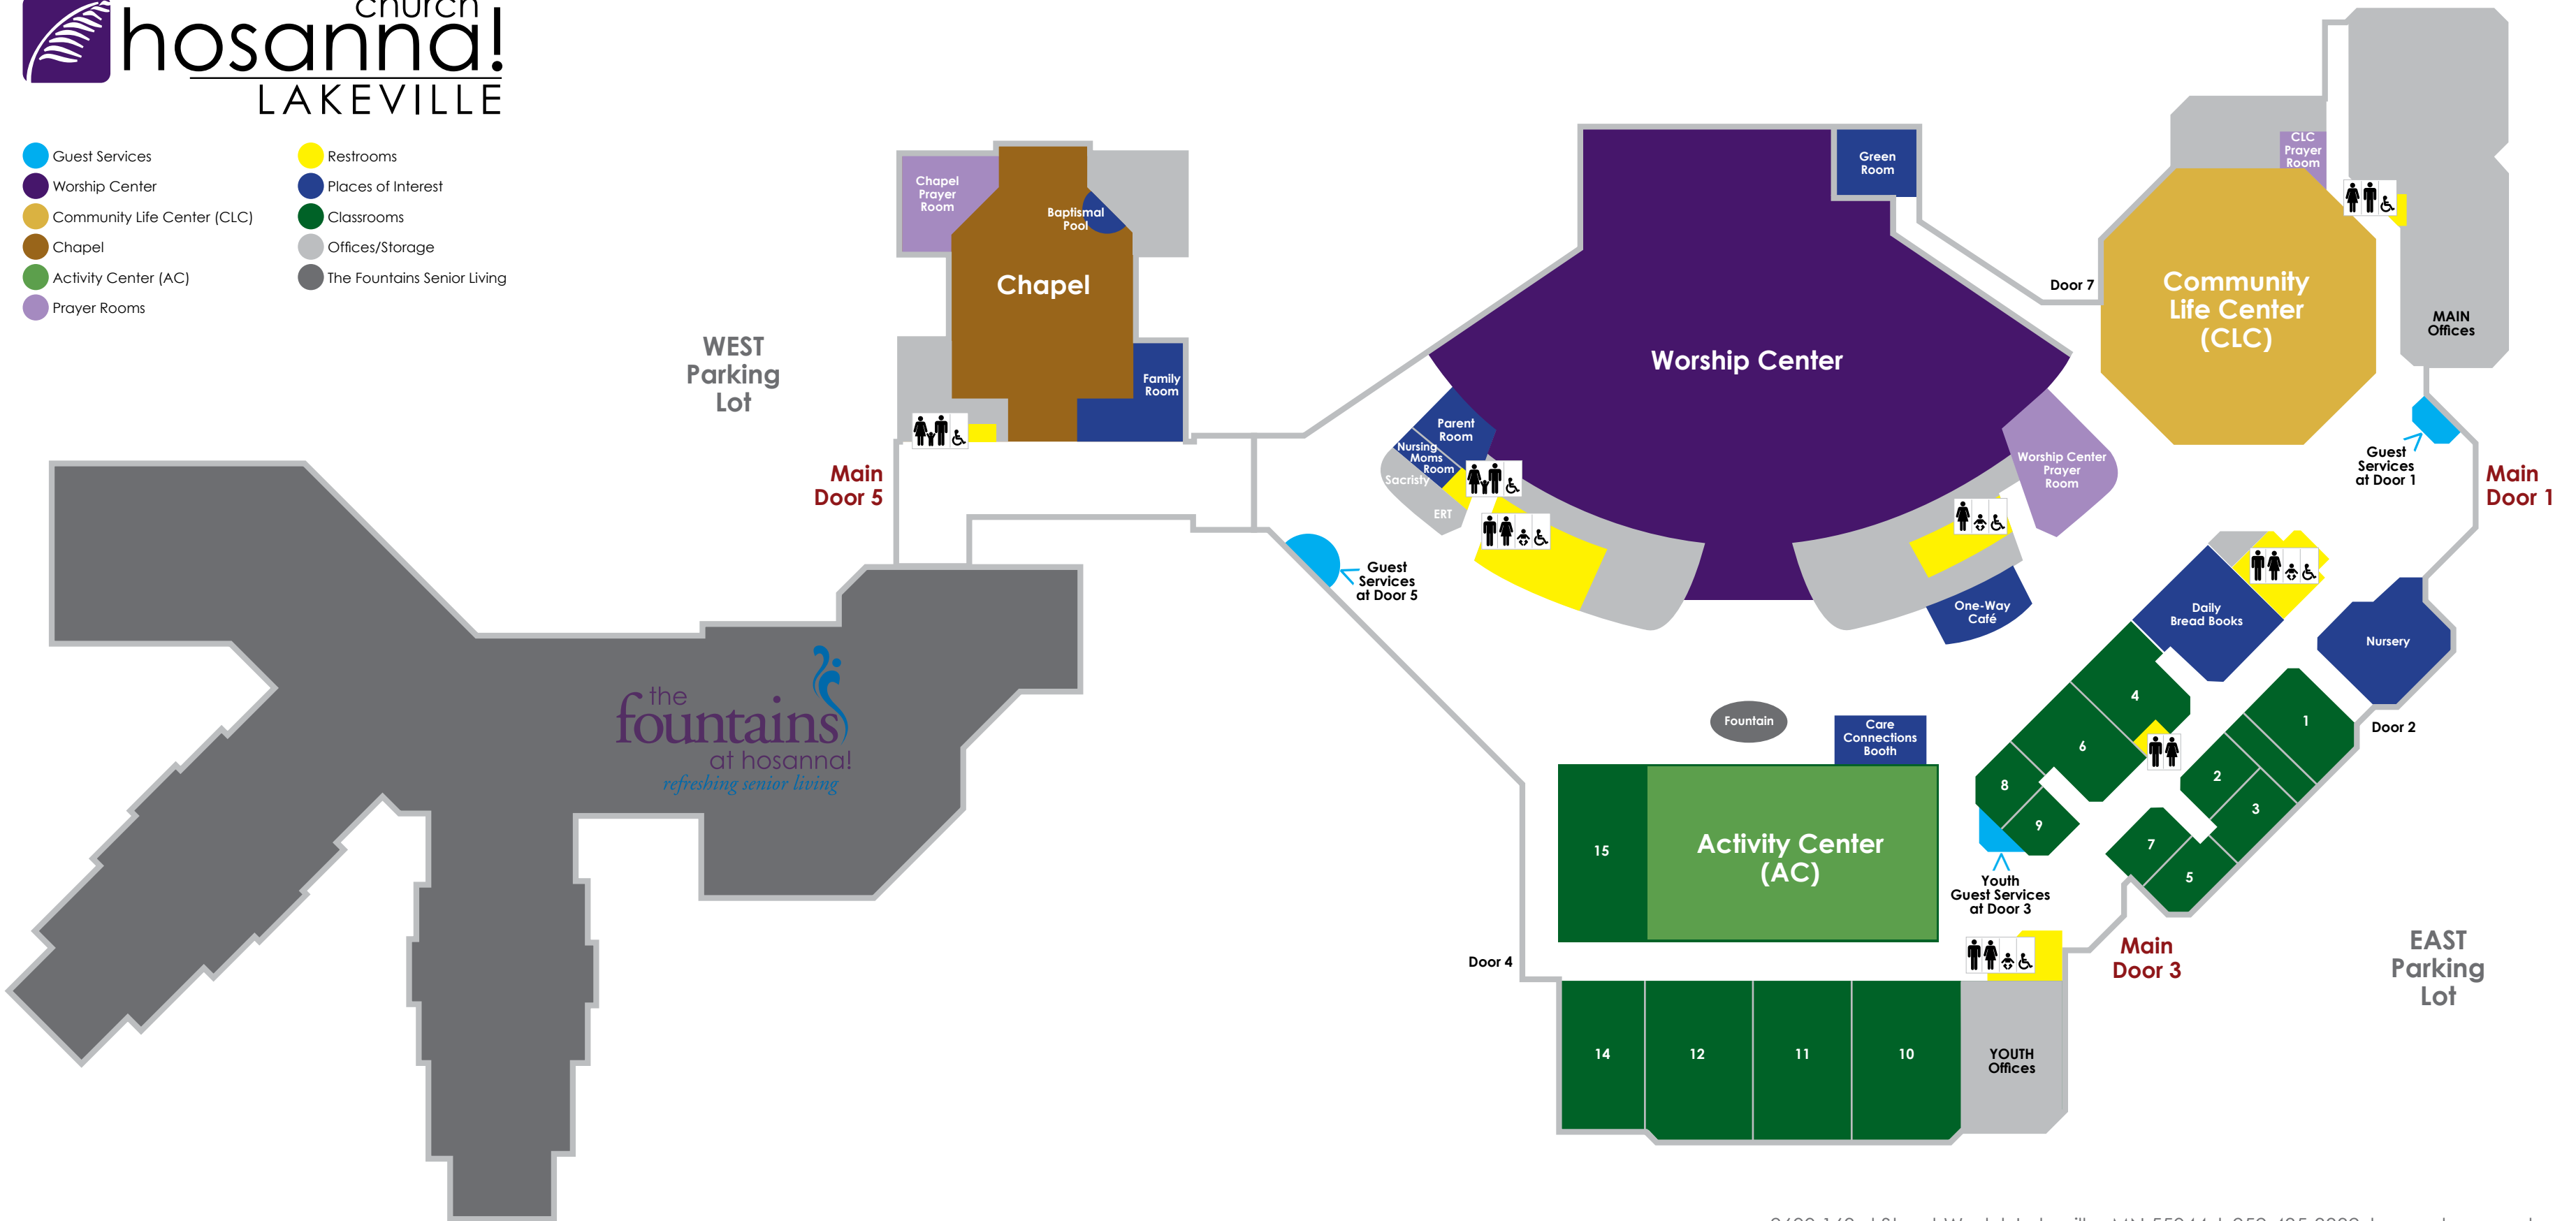 church
hosanna!
LAKEVILLE
Guest Services
Worship Center
Community Life Center (CLC)
Chapel
Activity Center (AC)
Prayer Rooms
Restrooms
Places of Interest
Classrooms
Offices/Storage
The Fountains Senior Living
WEST
Parking
Lot
Chapel
Prayer
Room
Baptismal
Pool
Chapel
Family
Room
Main
Door 5
the
fountains
at hosanna!
refreshing senior living
Guest
Services
at Door 5
Green
Room
Worship Center
Parent
Room
Nursing
Moms
Room
Sacristy
ERT
Worship Center
Prayer
Room
One-Way
Café
Door 7
CLC
Prayer
Room
Community
Life Center
(CLC)
MAIN
Offices
Guest
Services
at Door 1
Main
Door 1
Daily
Bread Books
Nursery
Door 2
Fountain
Care
Connections
Booth
15
Activity Center
(AC)
4
6
8
9
1
2
3
7
5
Youth
Guest Services
at Door 3
Main
Door 3
EAST
Parking
Lot
Door 4
14
12
11
10
YOUTH
Offices